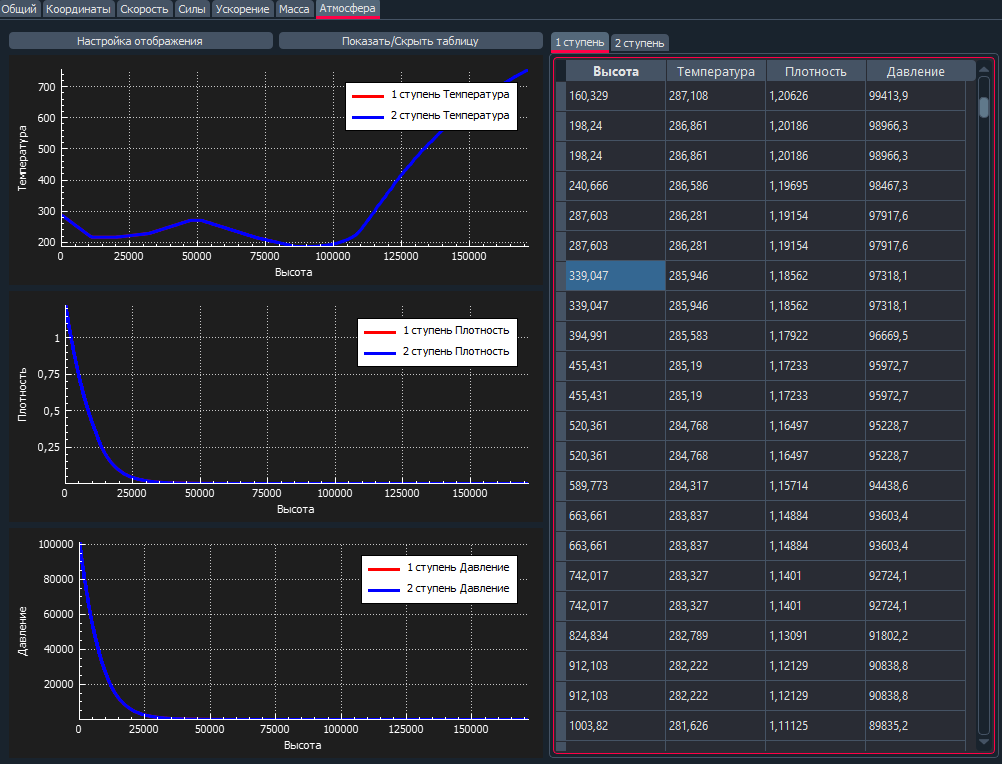 Общий Координаты Скорость Силы Ускорение Масса Атмосфера
Настройка отображения Показать/Скрыть таблицу
Температура
700
600
500
400
300
200
1 ступень Температура
2 ступень Температура
0 25000 50000 75000 100000 125000 150000
Высота
Плотность
1
0,75
0,5
0,25
1 ступень Плотность
2 ступень Плотность
0 25000 50000 75000 100000 125000 150000
Высота
Давление
100000
80000
60000
40000
20000
1 ступень Давление
2 ступень Давление
0 25000 50000 75000 100000 125000 150000
Высота
1 ступень 2 ступень
Высота Температура Плотность Давление
160,329 287,108 1,20626 99413,9
198,24 286,861 1,20186 98966,3
198,24 286,861 1,20186 98966,3
240,666 286,586 1,19695 98467,3
287,603 286,281 1,19154 97917,6
287,603 286,281 1,19154 97917,6
339,047 285,946 1,18562 97318,1
339,047 285,946 1,18562 97318,1
394,991 285,583 1,17922 96669,5
455,431 285,19 1,17233 95972,7
455,431 285,19 1,17233 95972,7
520,361 284,768 1,16497 95228,7
520,361 284,768 1,16497 95228,7
589,773 284,317 1,15714 94438,6
663,661 283,837 1,14884 93603,4
663,661 283,837 1,14884 93603,4
742,017 283,327 1,1401 92724,1
742,017 283,327 1,1401 92724,1
824,834 282,789 1,13091 91802,2
912,103 282,222 1,12129 90838,8
912,103 282,222 1,12129 90838,8
1003,82 281,626 1,11125 89835,2